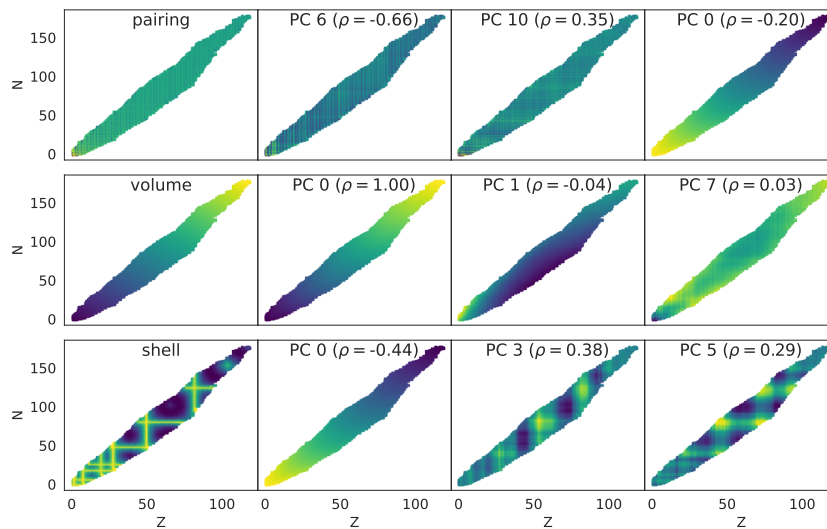 pairing
PC 6 (ρ = -0.66)
PC 10 (ρ = 0.35)
PC 0 (ρ = -0.20)
150
100
50
0
N
volume
PC 0 (ρ = 1.00)
PC 1 (ρ = -0.04)
PC 7 (ρ = 0.03)
150
100
50
0
N
shell
PC 0 (ρ = -0.44)
PC 3 (ρ = 0.38)
PC 5 (ρ = 0.29)
150
100
50
0
N
0 50 100
0 50 100
0 50 100
0 50 100
Z
Z
Z
Z